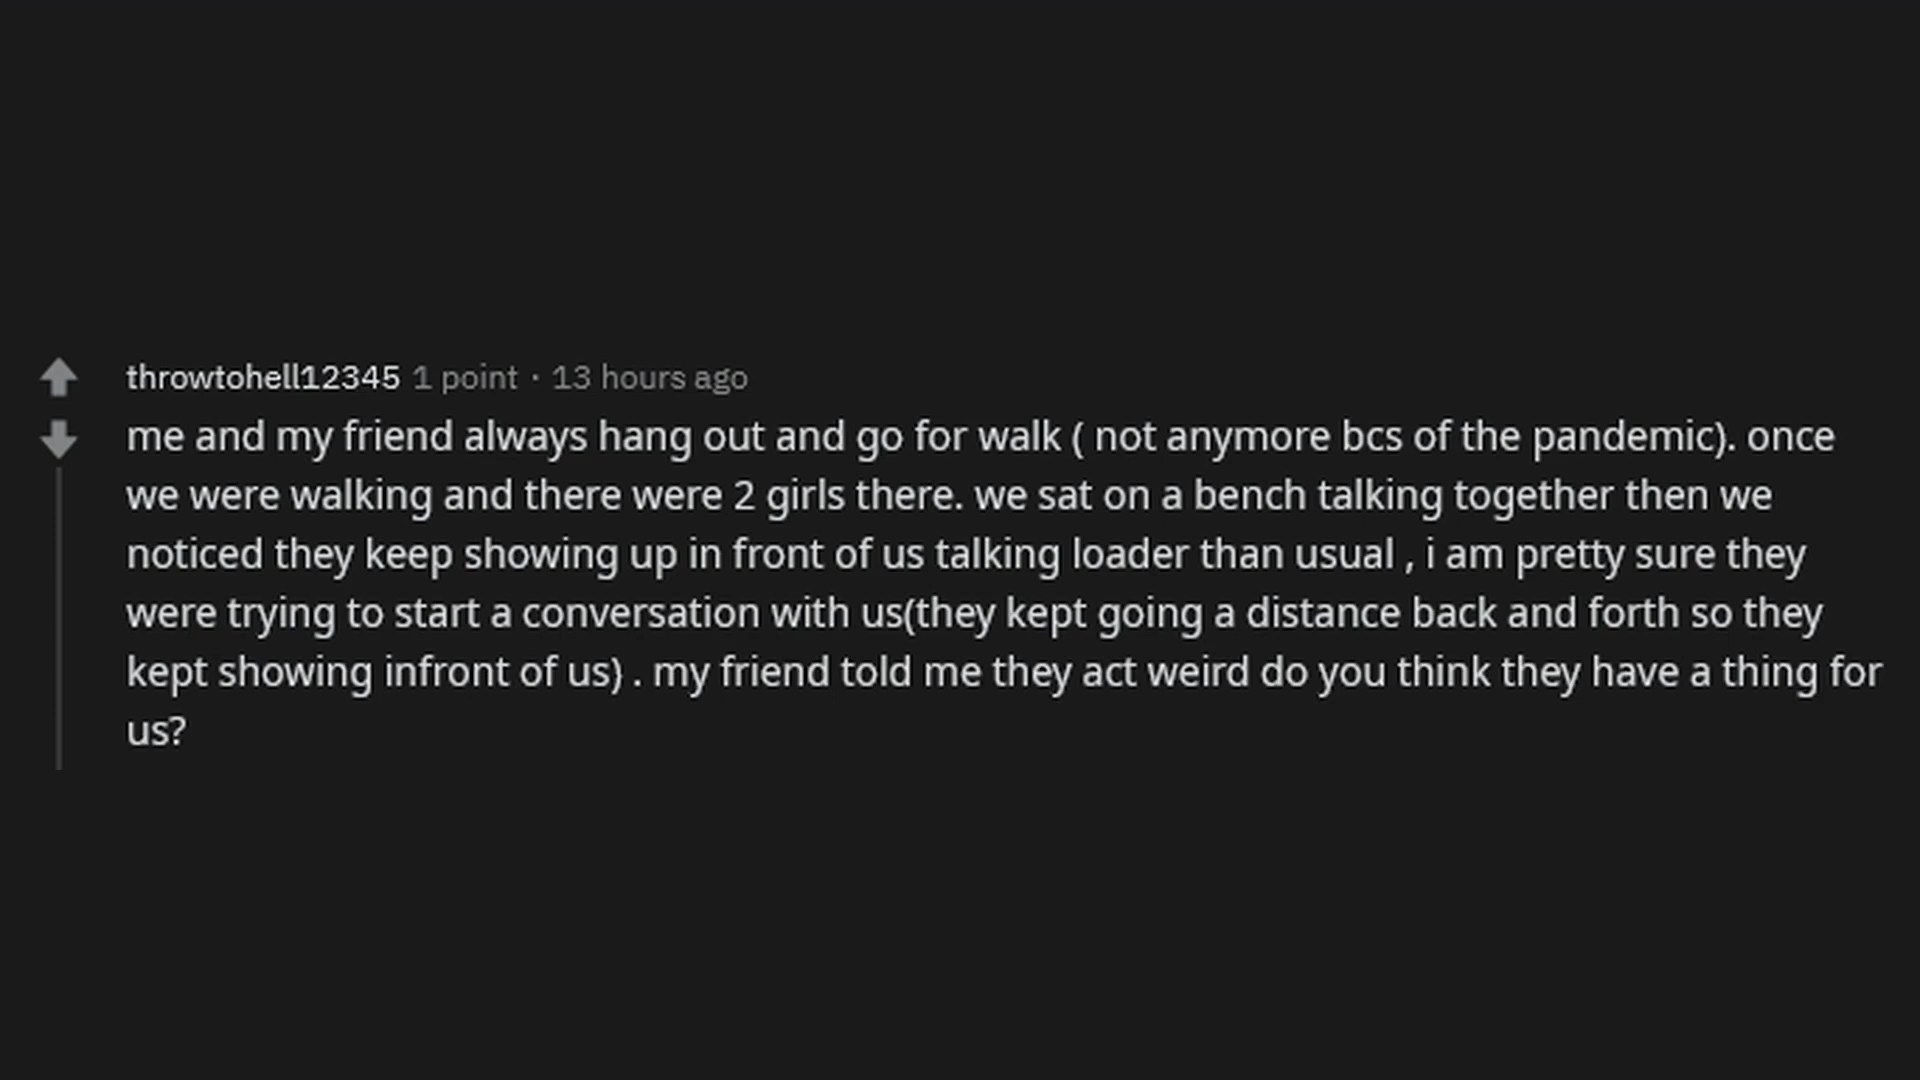 throwtohell12345 1 point · 13 hours ago
me and my friend always hang out and go for walk ( not anymore bcs of the pandemic). once
we were walking and there were 2 girls there. we sat on a bench talking together then we
noticed they keep showing up in front of us talking loader than usual , i am pretty sure they
were trying to start a conversation with us(they kept going a distance back and forth so they
kept showing infront of us) . my friend told me they act weird do you think they have a thing for
us?